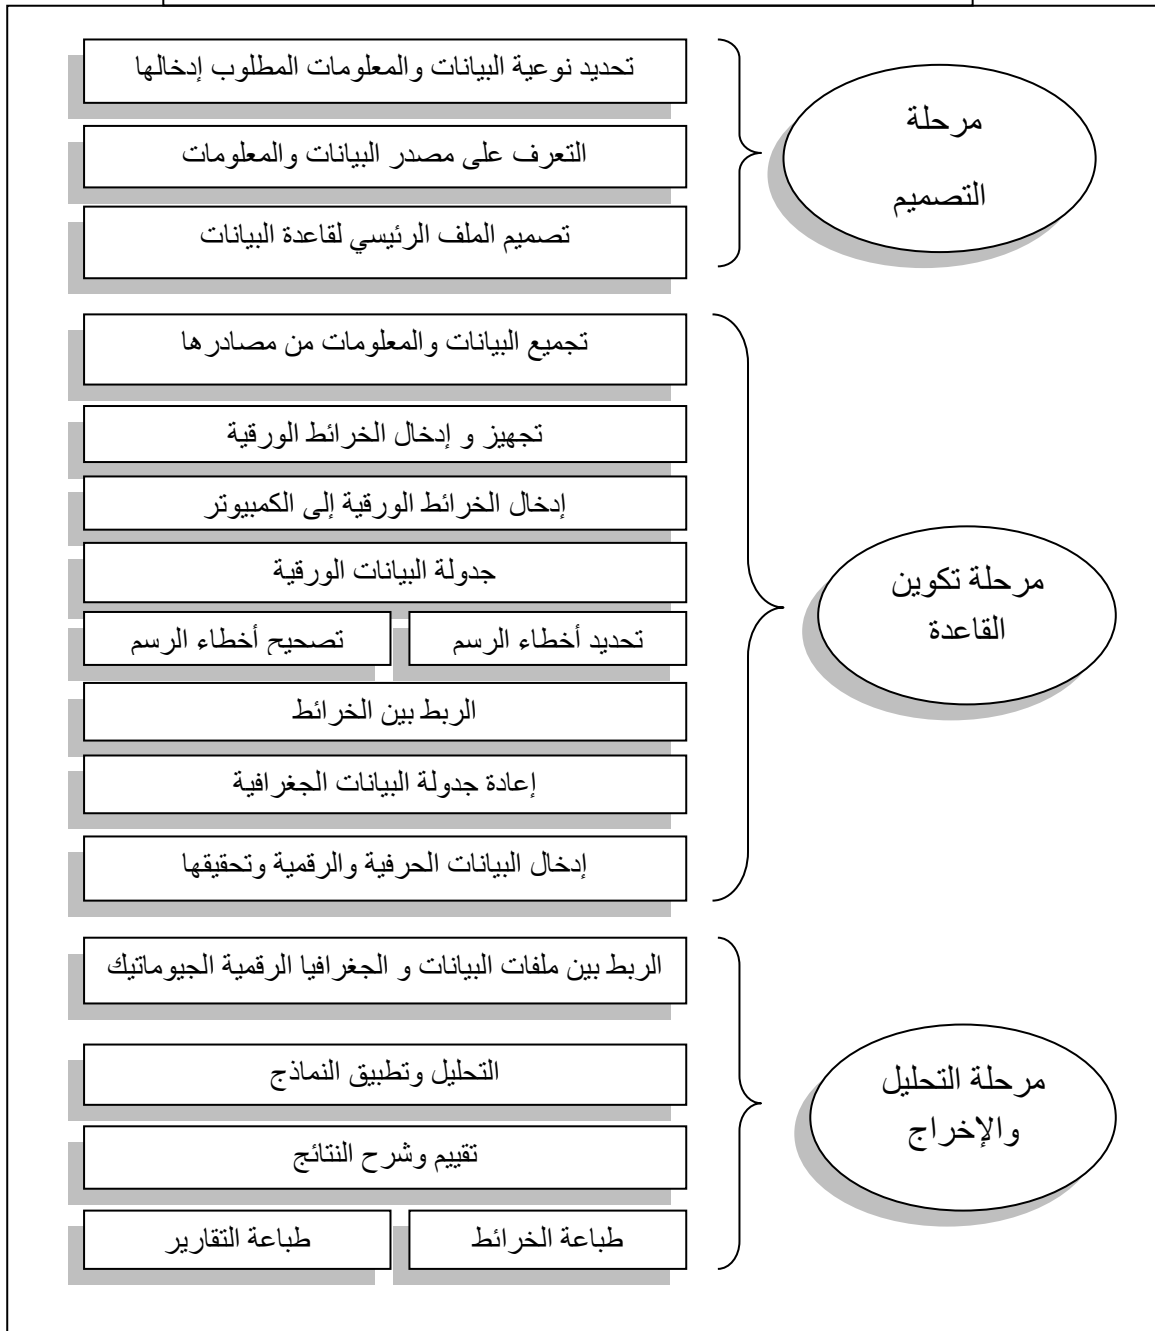 مرحلة
التصميم
تحديد نوعية البيانات والمعلومات المطلوب إدخالها
التعرف على مصدر البيانات والمعلومات
تصميم الملف الرئيسي لقاعدة البيانات
مرحلة تكوين
القاعدة
تجميع البيانات والمعلومات من مصادرها
تجهيز و إدخال الخرائط الورقية
إدخال الخرائط الورقية إلى الكمبيوتر
جدولة البيانات الورقية
تحديد أخطاء الرسم
تصحيح أخطاء الرسم
الربط بين الخرائط
إعادة جدولة البيانات الجغرافية
إدخال البيانات الحرفية والرقمية وتحقيقها
مرحلة التحليل
والإخراج
الربط بين ملفات البيانات و الجغرافيا الرقمية الجيوماتيك
التحليل وتطبيق النماذج
تقييم وشرح النتائج
طباعة الخرائط
طباعة التقارير